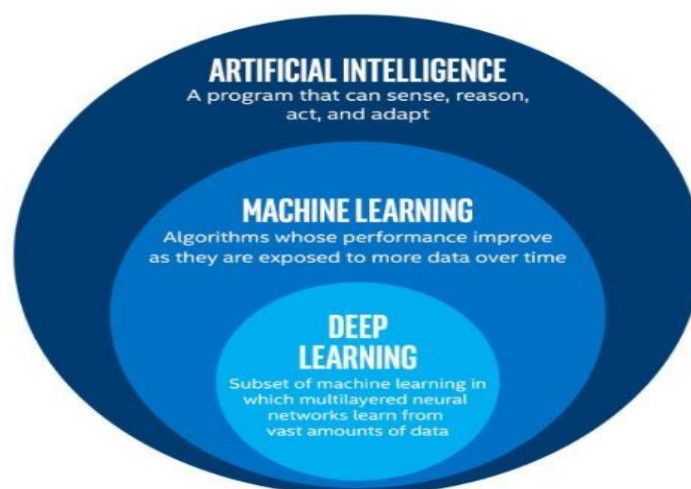 ARTIFICIAL INTELLIGENCE
A program that can sense, reason,
act, and adapt
MACHINE LEARNING
Algorithms whose performance improve
as they are exposed to more data over time
DEEP
LEARNING
Subset of machine learning in
which multilayered neural
networks learn from
vast amounts of data